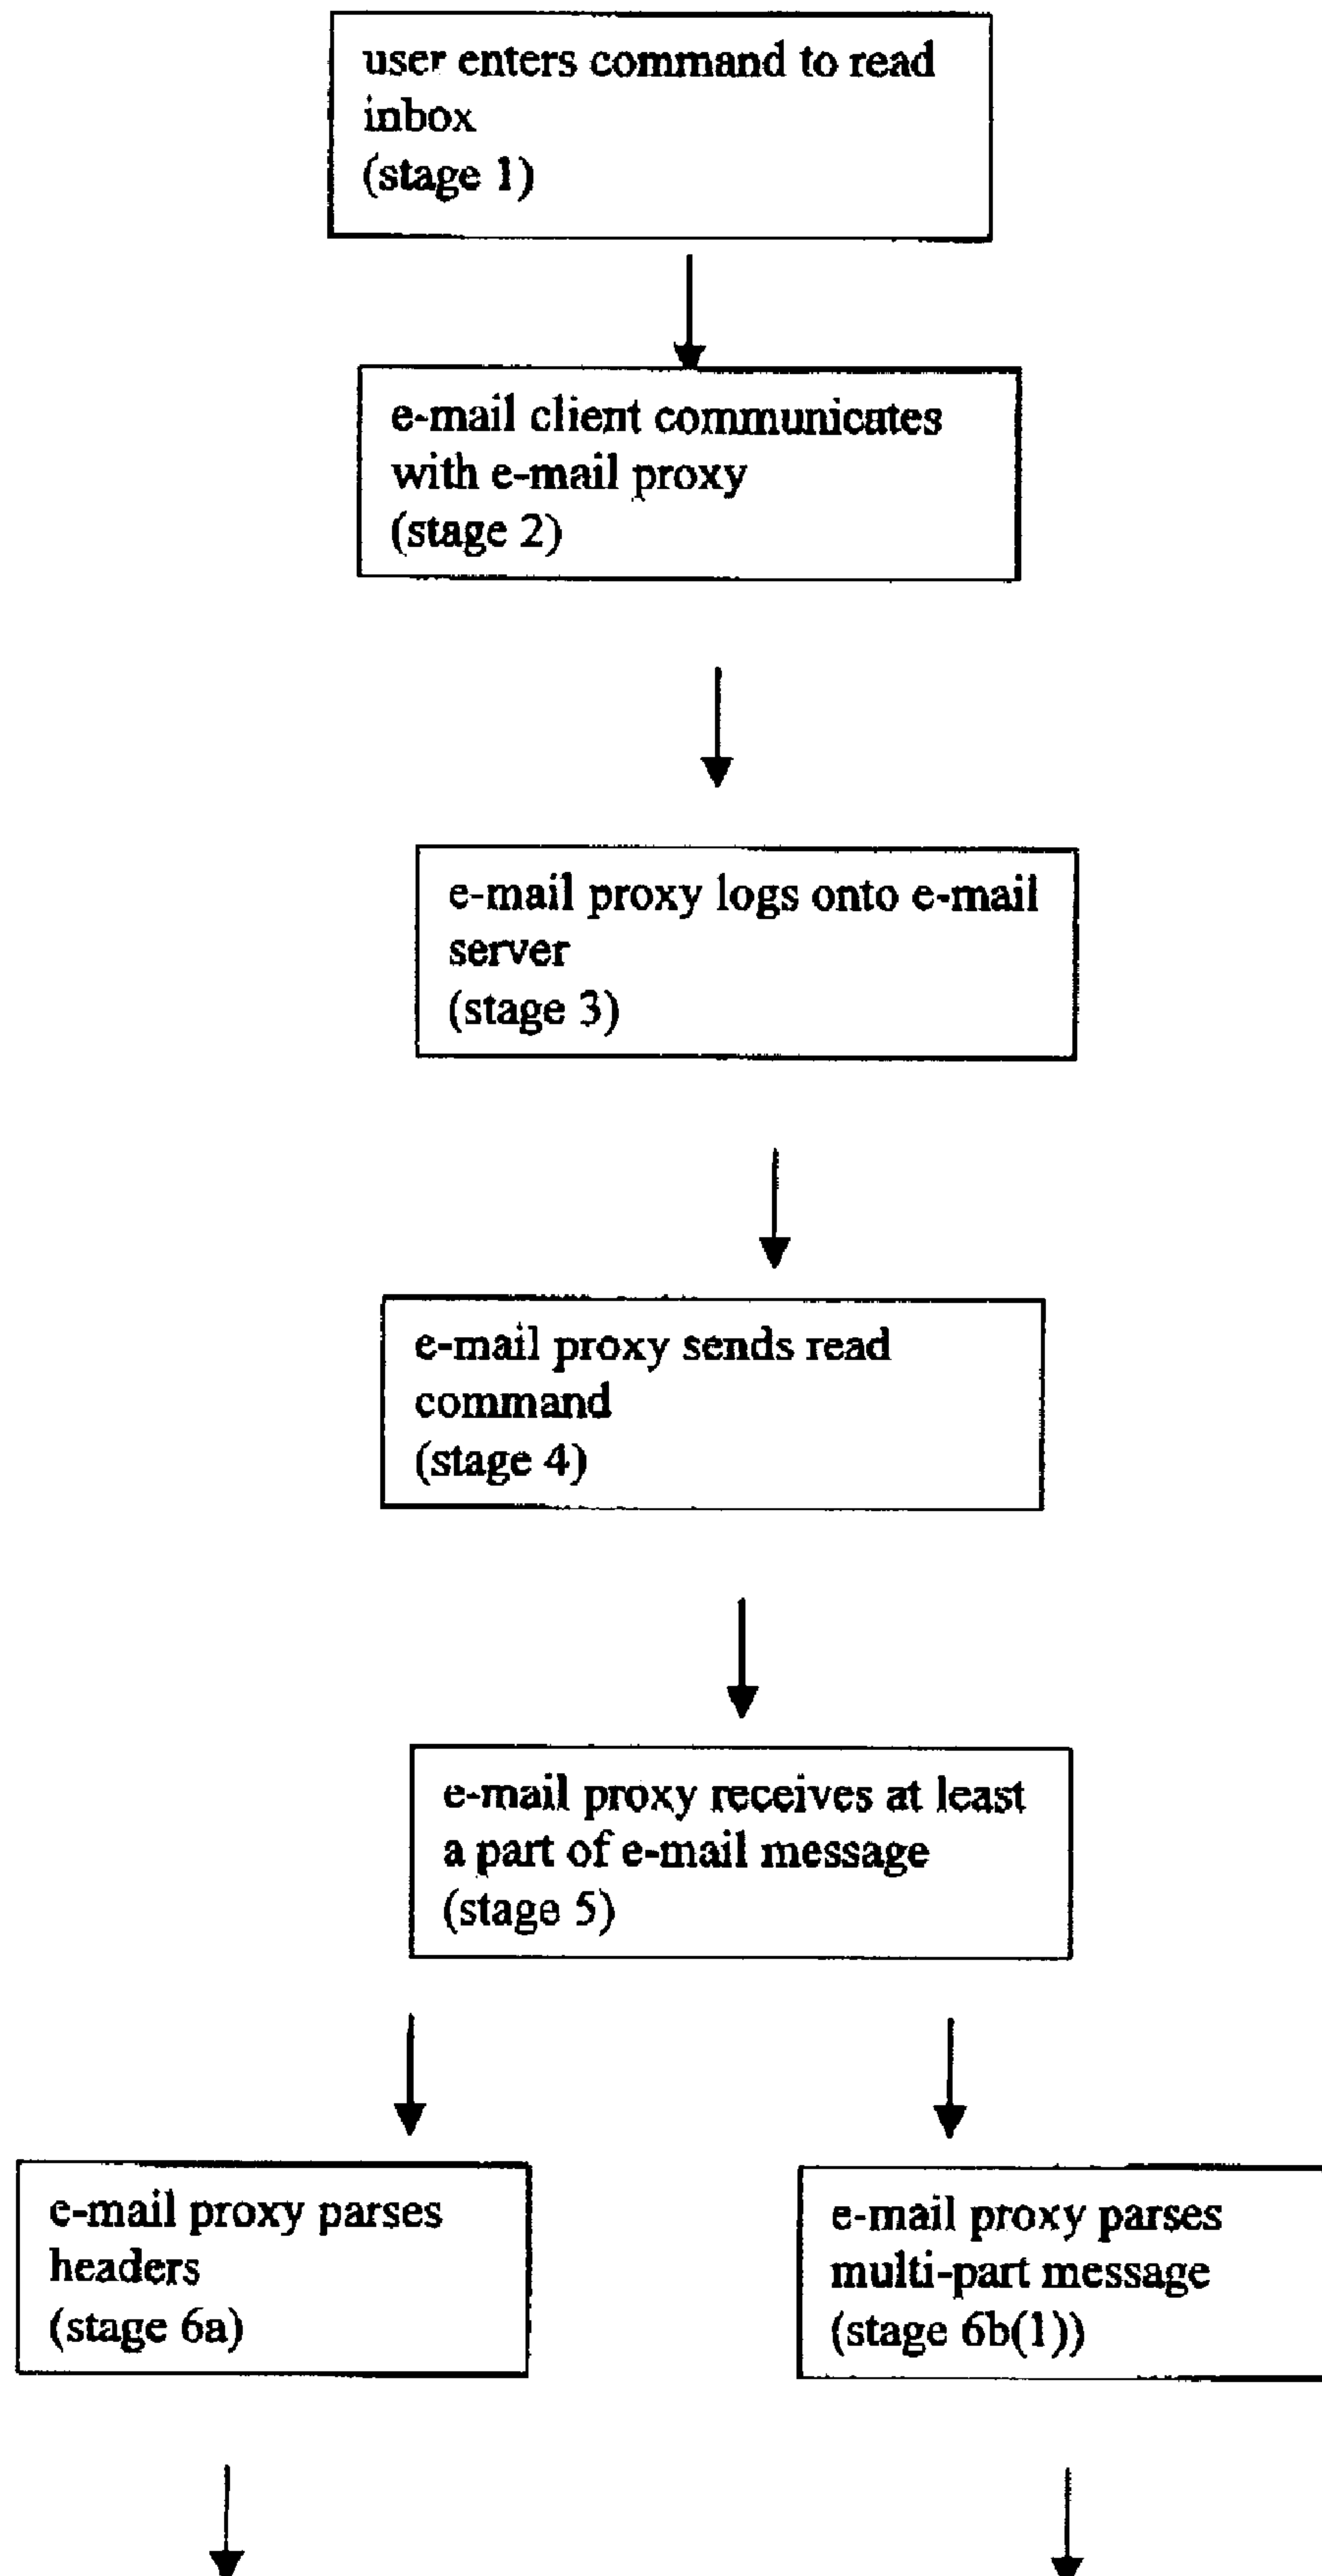 user enters command to read
inbox
(stage 1)
e-mail client communicates
with e-mail proxy
(stage 2)
e-mail proxy logs onto e-mail
server
(stage 3)
e-mail proxy sends read
command
(stage 4)
e-mail proxy receives at least
a part of e-mail message
(stage 5)
e-mail proxy parses
headers
(stage 6a)
e-mail proxy parses
multi-part message
(stage 6b(1))